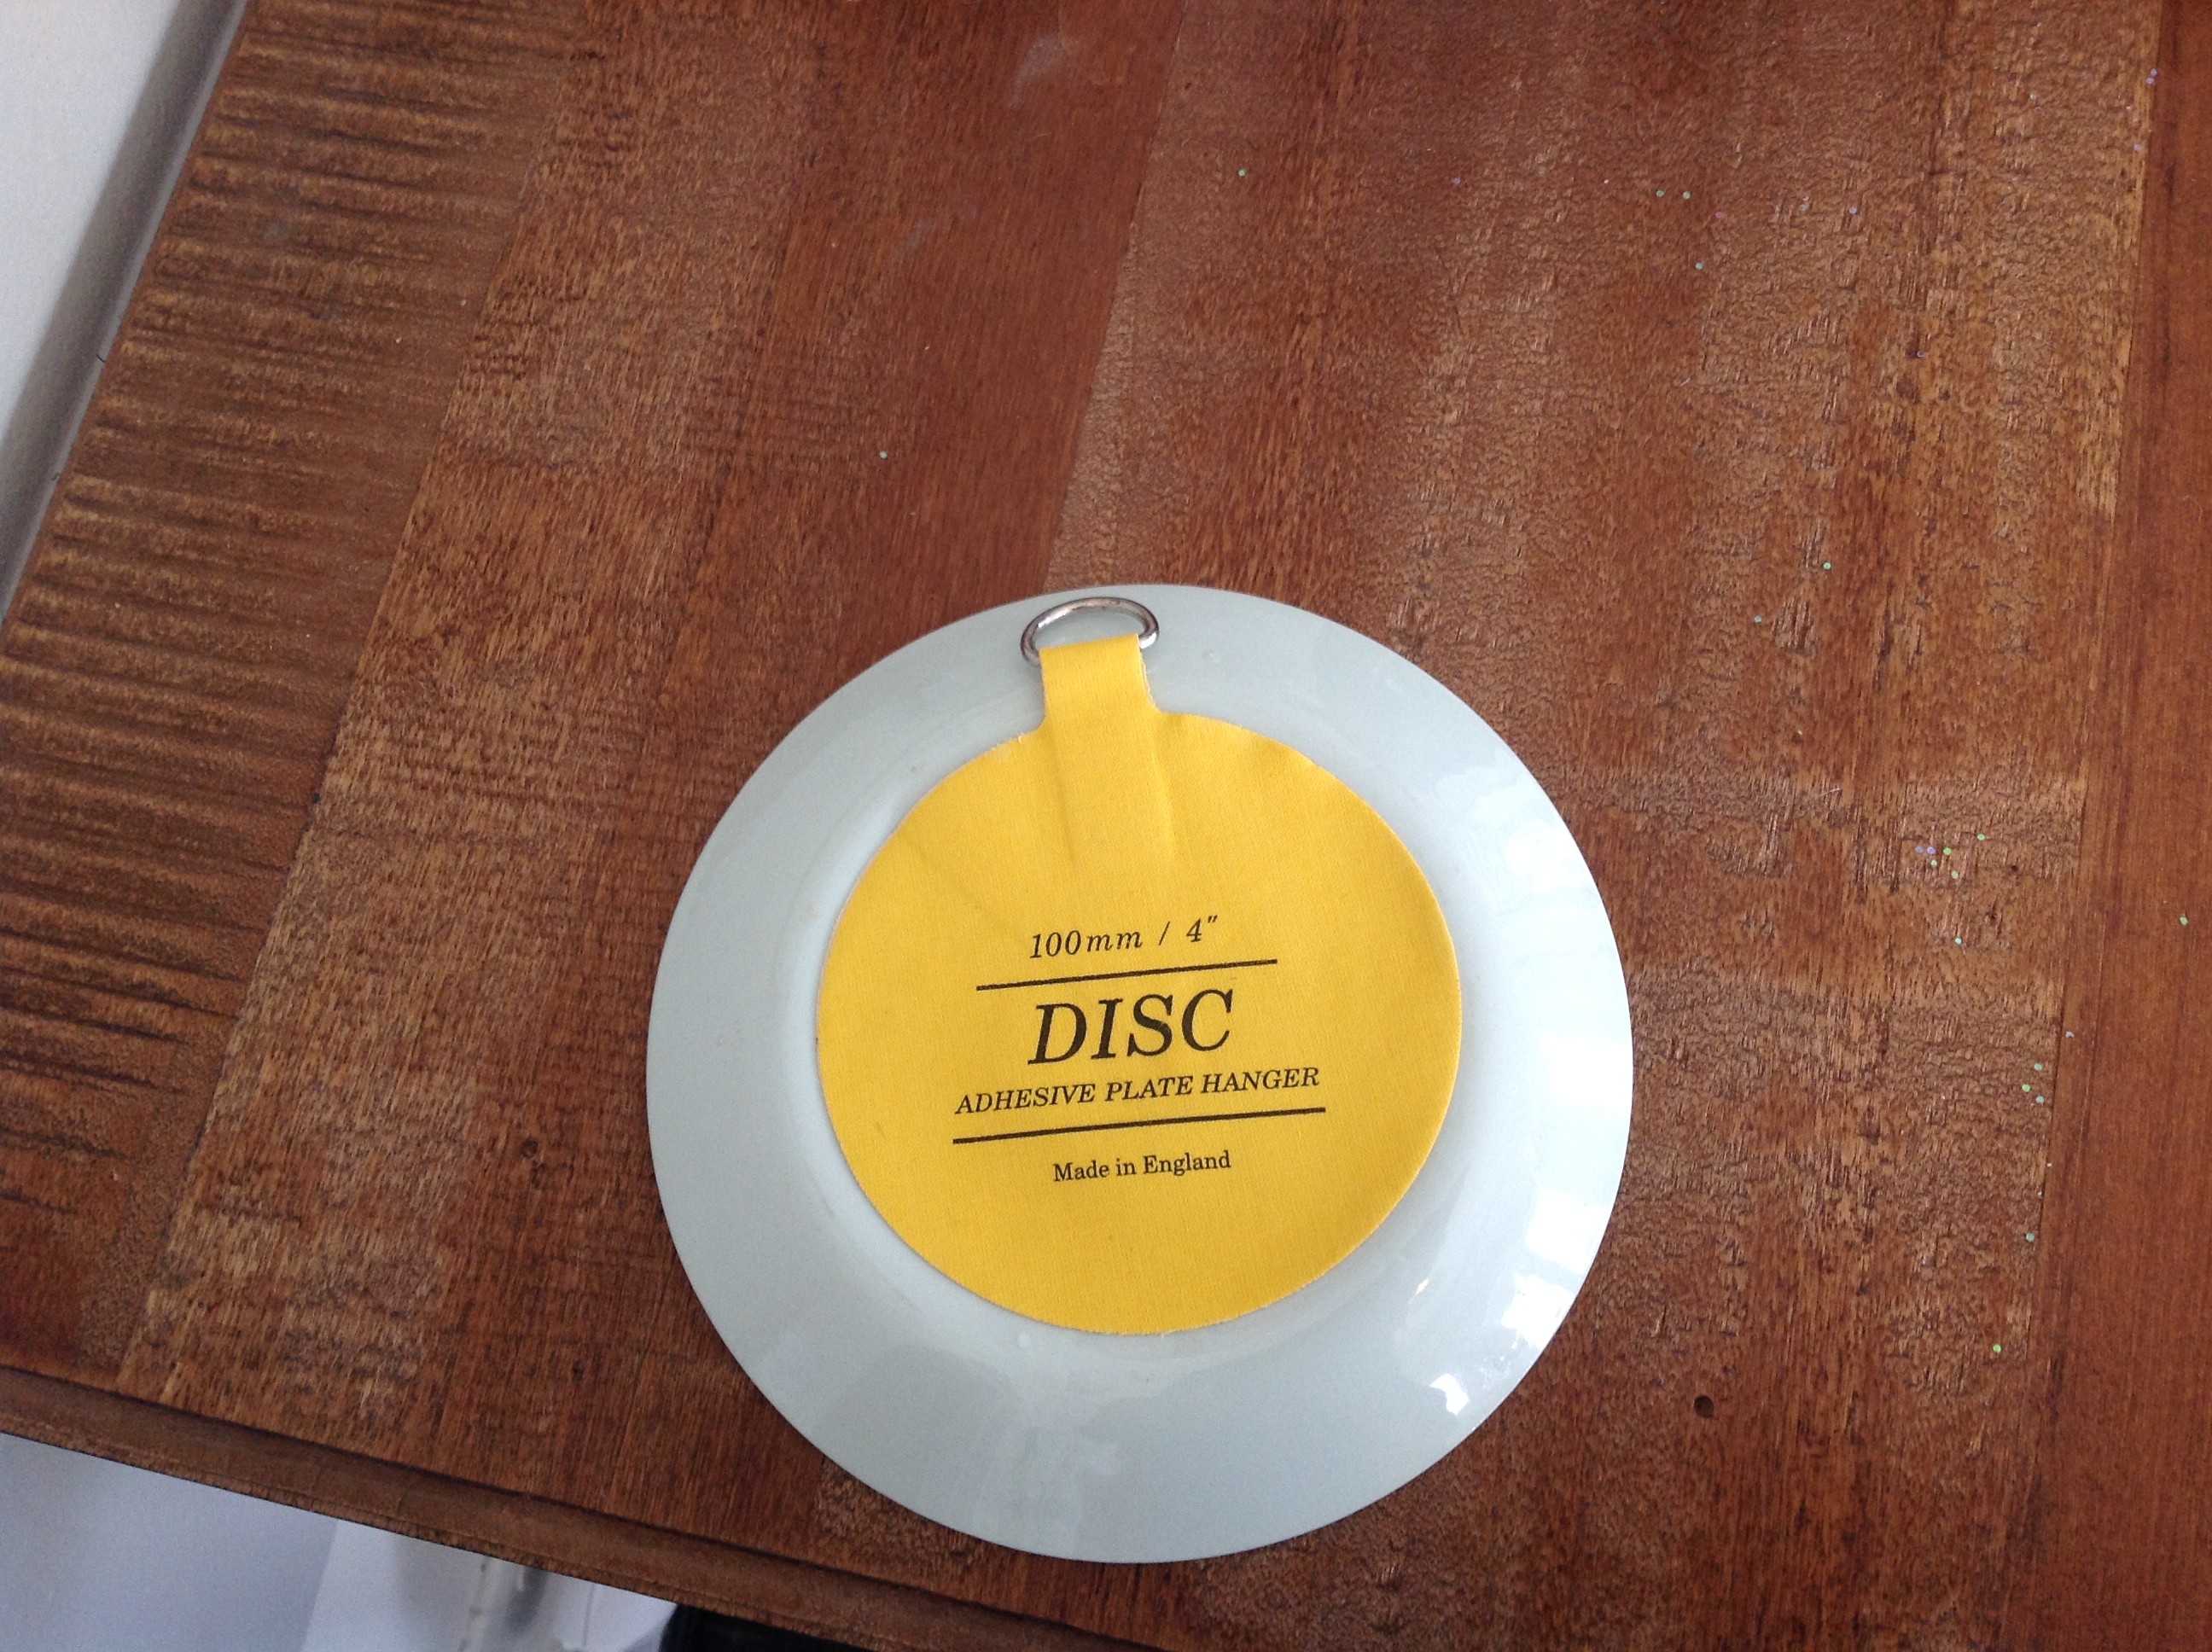 100mm / 4"
DISC
ADHESIVE PLATE HANGER
Made in England